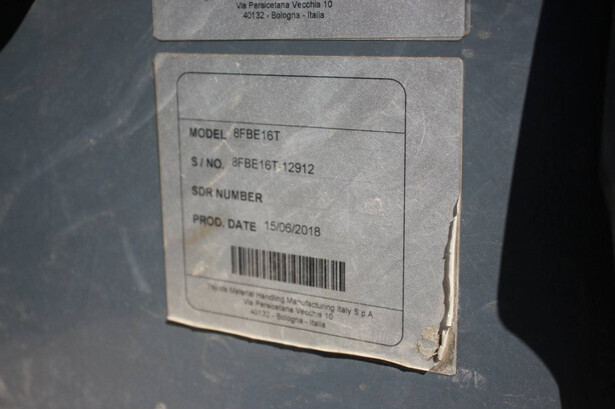 Via Persicetana Vecchia 10
40132 - Bologna - Italia
MODEL 8FBE16T
S / NO. 8FBE16T-12912
SDR NUMBER
PROD. DATE 15/06/2018
Toyota Material Handling Manufacturing Italy S.p.A
Via Persicetana Vecchia 10
40132 - Bologna - Italia